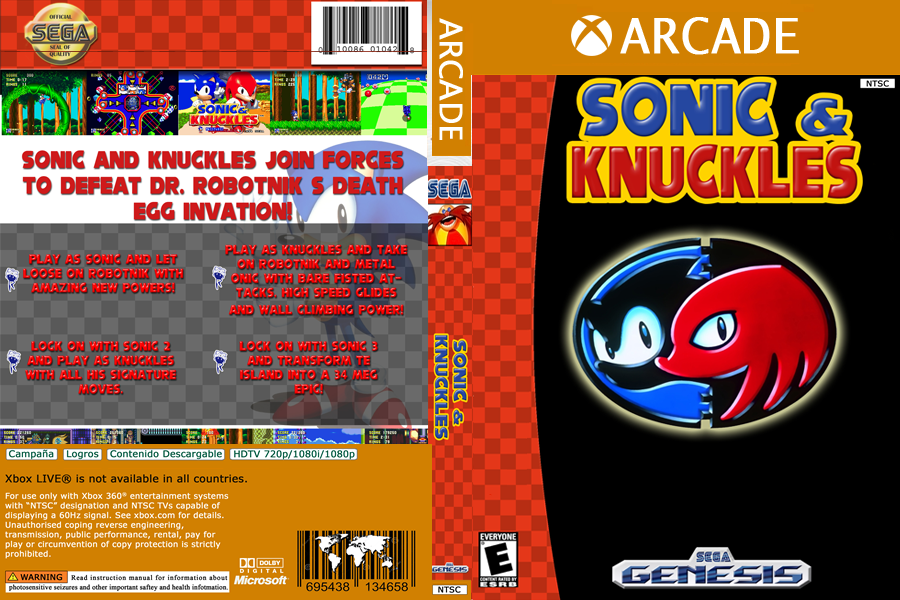 OFFICIAL
SEGA
SEAL OF
QUALITY
0 10086 01042 8
SONIC &
KNUCKLES
SONIC AND KNUCKLES JOIN FORCES
TO DEFEAT DR. ROBOTNIK S DEATH
EGG INVATION!
PLAY AS SONIC AND LET
LOOSE ON ROBOTNIK WITH
AMAZING NEW POWERS!
PLAY AS KNUCKLES AND TAKE
ON ROBOTNIK AND METAL
ONIC WITH BARE FISTED AT-
TACKS. HIGH SPEED GLIDES
AND WALL CLIMBING POWER!
LOCK ON WITH SONIC 2
AND PLAY AS KNUCKLES
WITH ALL HIS SIGNATURE
MOVES.
LOCK ON WITH SONIC 3
AND TRANSFORM TE
ISLAND INTO A 34 MEG
EPIC!
Campaña Logros Contenido Descargable HDTV 720p/1080i/1080p
Xbox LIVE® is not available in all countries.
For use only with Xbox 360® entertainment systems
with “NTSC” designation and NTSC TVs capable of
displaying a 60Hz signal. See xbox.com for details.
Unauthorised coping reverse engineering,
transmission, public performance, rental, pay for
play or circumvention of copy protection is strictly
prohibited.
WARNING Read instruction manual for information about
photosensitive seizures and other important saftey and health infotmation.
DOLBY
DIGITAL
Microsoft®
695438 134658
ARCADE
SEGA
SONIC &
KNUCKLES
SEGA
GENESIS
NTSC
ARCADE
NTSC
SONIC &
KNUCKLES
EVERYONE
E
CONTENT RATED BY
ESRB
SEGA
GENESIS